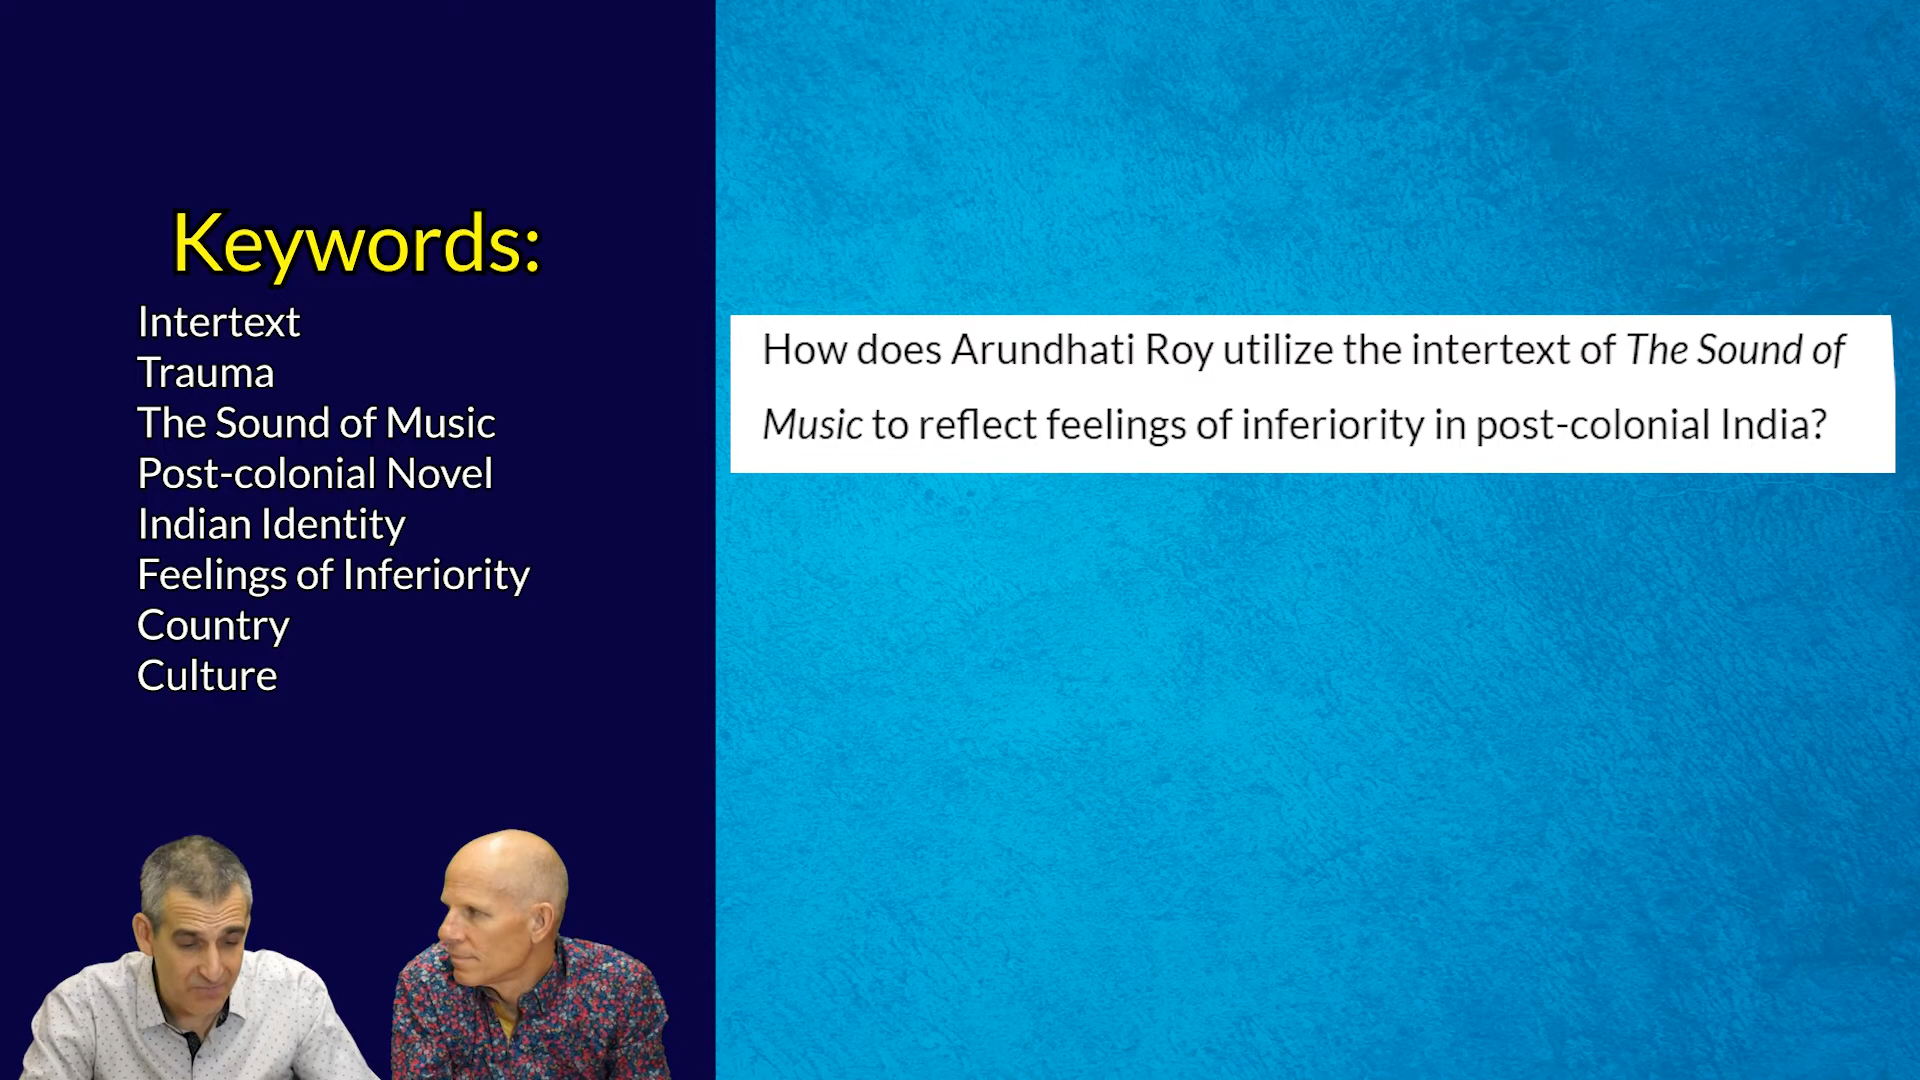 Keywords:
Intertext
Trauma
The Sound of Music
Post-colonial Novel
Indian Identity
Feelings of Inferiority
Country
Culture
How does Arundhati Roy utilize the intertext of The Sound of
Music to reflect feelings of inferiority in post-colonial India?